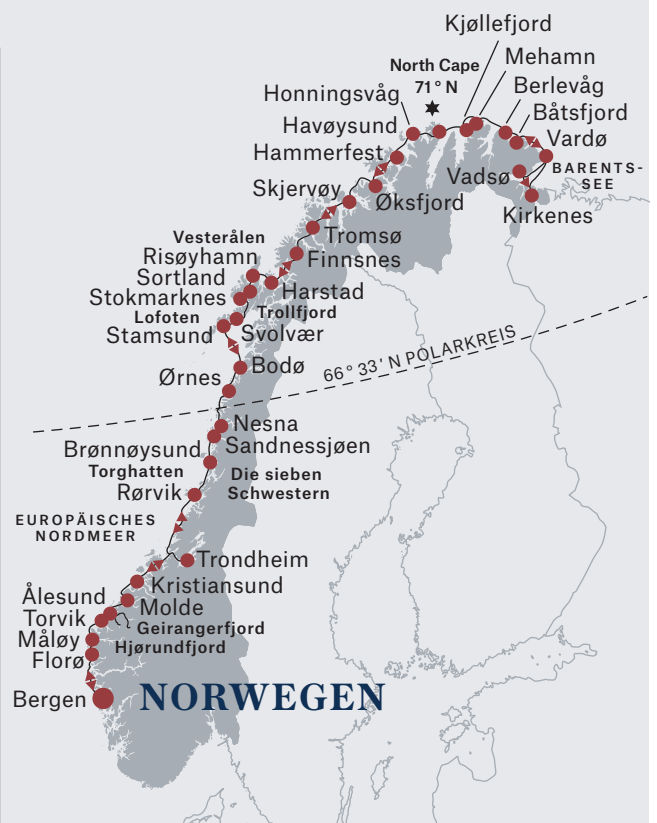 Kjøllefjord
Mehamn
North Cape
71° N
Berlevåg
Honningsvåg
Båtsfjord
Havøysund
Vardø
Hammerfest
Vadsø
BARENTS-
SEE
Skjervøy
Øksfjord
Kirkenes
Tromsø
Vesterålen
Finnsnes
Risøyhamn
Sortland
Harstad
Stokmarknes
Trollfjord
Lofoten
Svolvær
Stamsund
66° 33' N POLARKREIS
Bodø
Ørnes
Nesna
Sandnessjøen
Brønnøysund
Torghatten
Die sieben
Schwestern
Rørvik
EUROPÄISCHES
NORDMEER
Trondheim
Kristiansund
Ålesund
Molde
Torvik
Geirangerfjord
Måløy
Hjørundfjord
Florø
Bergen
NORWEGEN